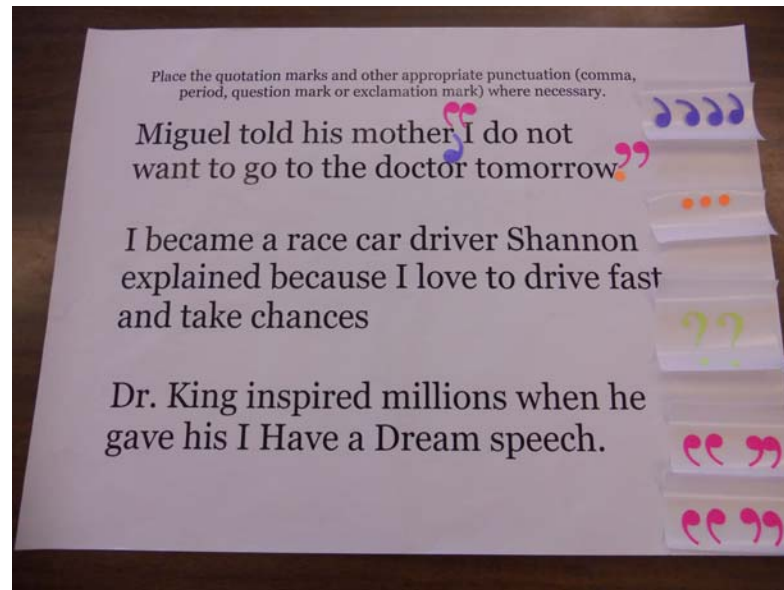 Place the quotation marks and other appropriate punctuation (comma,
period, question mark or exclamation mark) where necessary.
Miguel told his mother, “I do not
want to go to the doctor tomorrow.”
I became a race car driver Shannon
explained because I love to drive fast
and take chances
Dr. King inspired millions when he
gave his I Have a Dream speech.
, , , ,
. . .
? ?
“ ”
“ ”